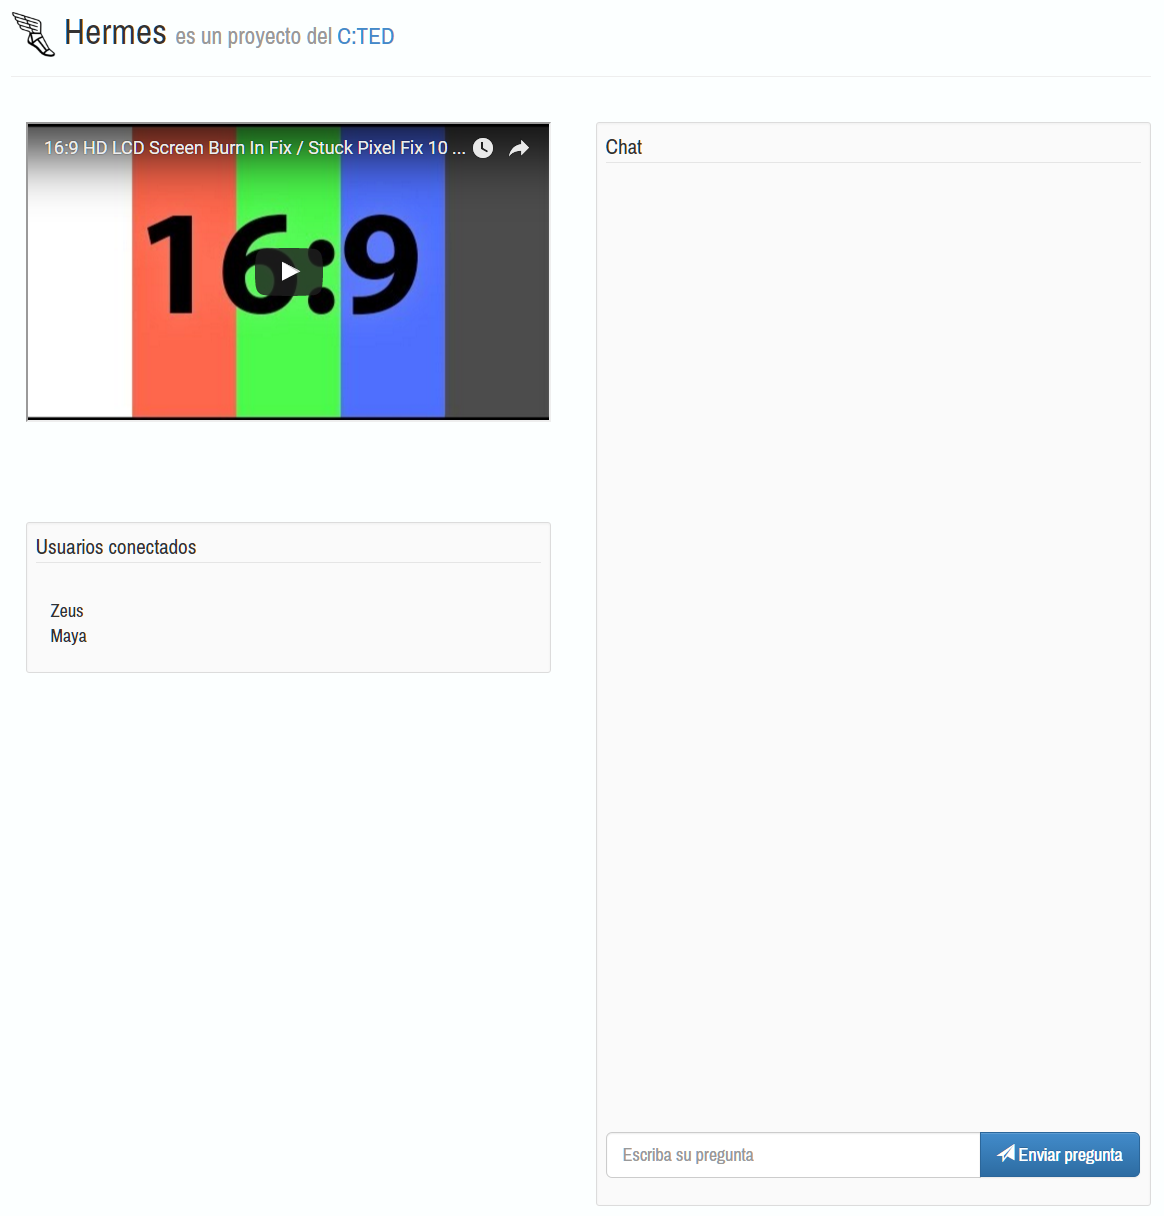 Hermes es un proyecto del C:TED
16:9 HD LCD Screen Burn In Fix / Stuck Pixel Fix 10 ...
16:9
Usuarios conectados
Zeus
Maya
Chat
Escriba su pregunta
Enviar pregunta